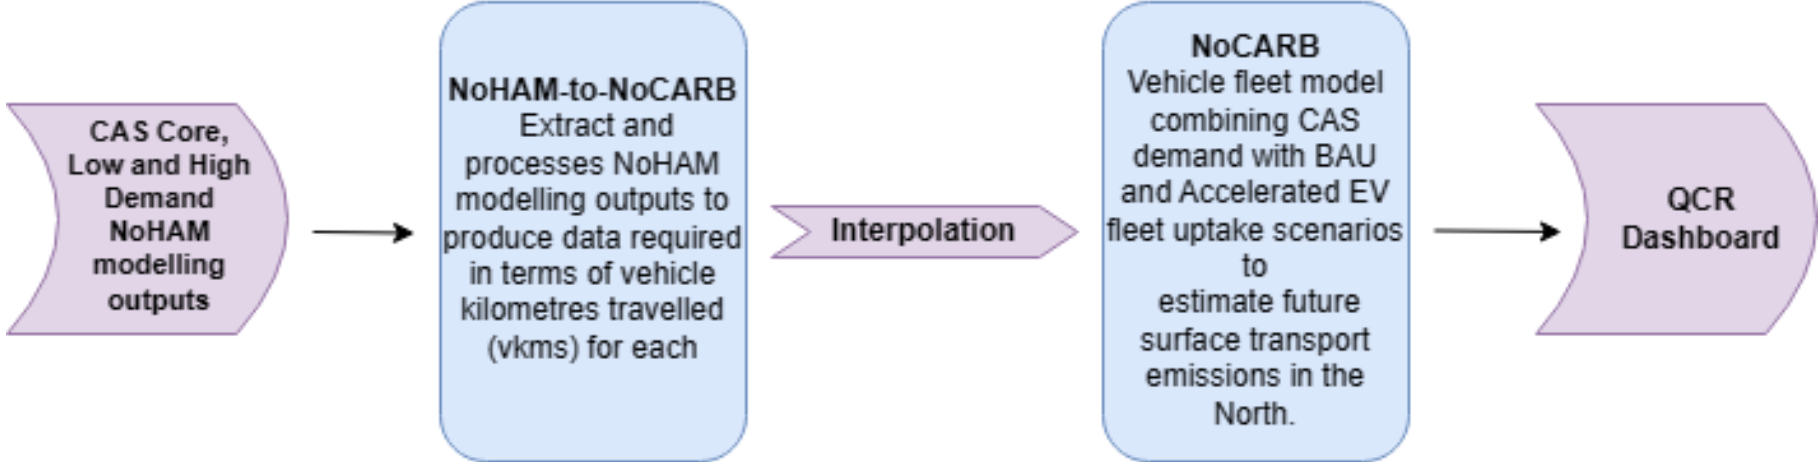 CAS Core,
Low and High
Demand
NoHAM
modelling
outputs
NoHAM-to-NoCARB
Extract and
processes NoHAM
modelling outputs to
produce data required
in terms of vehicle
kilometres travelled
(vkms) for each
Interpolation
NoCARB
Vehicle fleet model
combining CAS
demand with BAU
and Accelerated EV
fleet uptake scenarios
to
estimate future
surface transport
emissions in the
North.
QCR
Dashboard